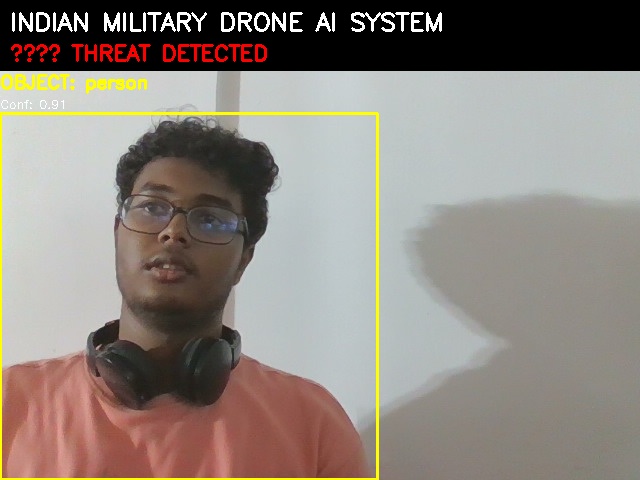 INDIAN MILITARY DRONE AI SYSTEM
???? THREAT DETECTED
OBJECT: person
Conf: 0.91